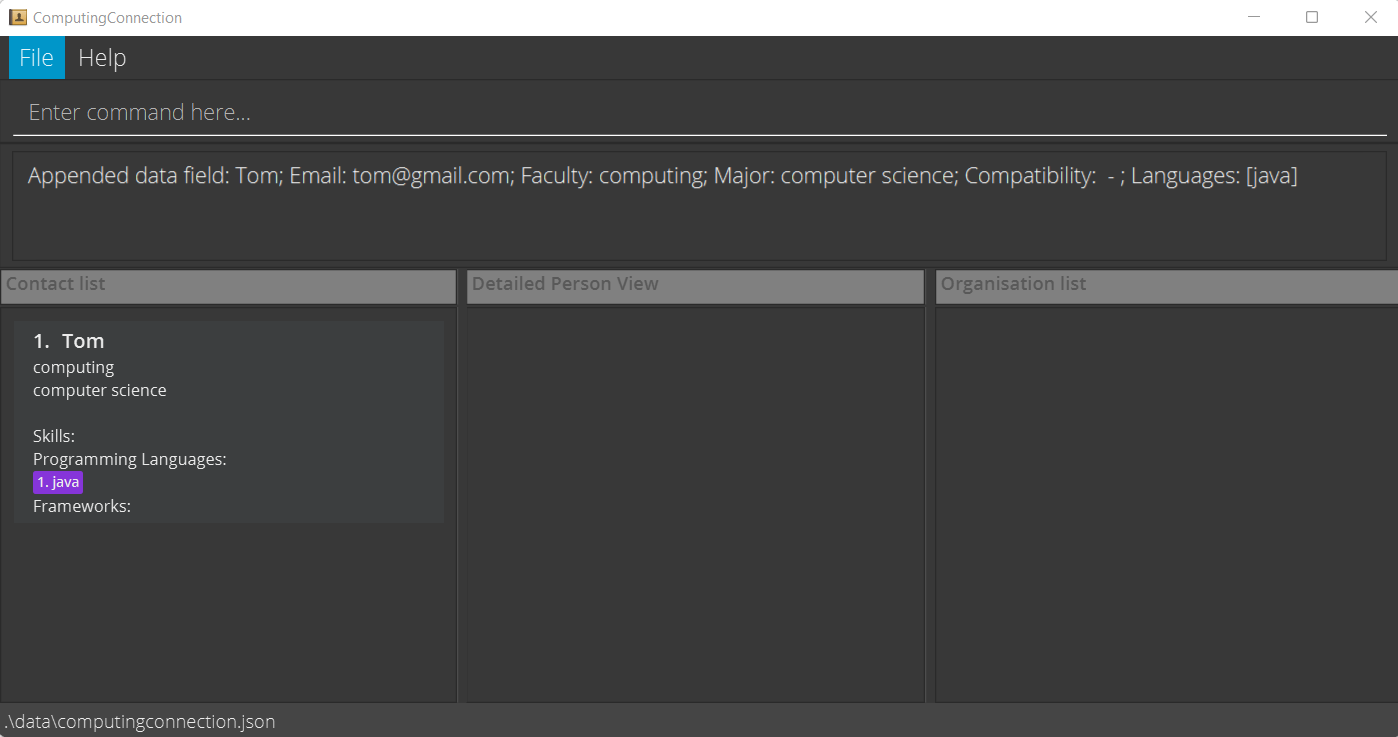 ComputingConnection
File Help
Enter command here...
Appended data field: Tom; Email: tom@gmail.com; Faculty: computing; Major: computer science; Compatibility:  - ; Languages: [java]
Contact list
Detailed Person View
Organisation list
1. Tom
computing
computer science
Skills:
Programming Languages:
1. java
Frameworks:
.\data\computingconnection.json